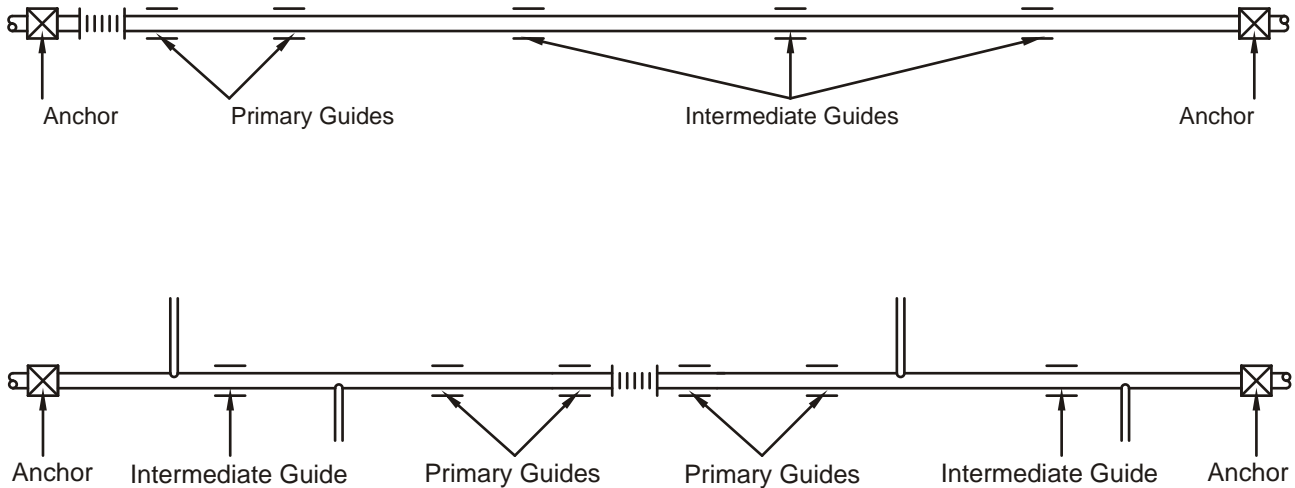 Anchor
Primary Guides
Intermediate Guides
Anchor
Anchor
Intermediate Guide
Primary Guides
Primary Guides
Intermediate Guide
Anchor